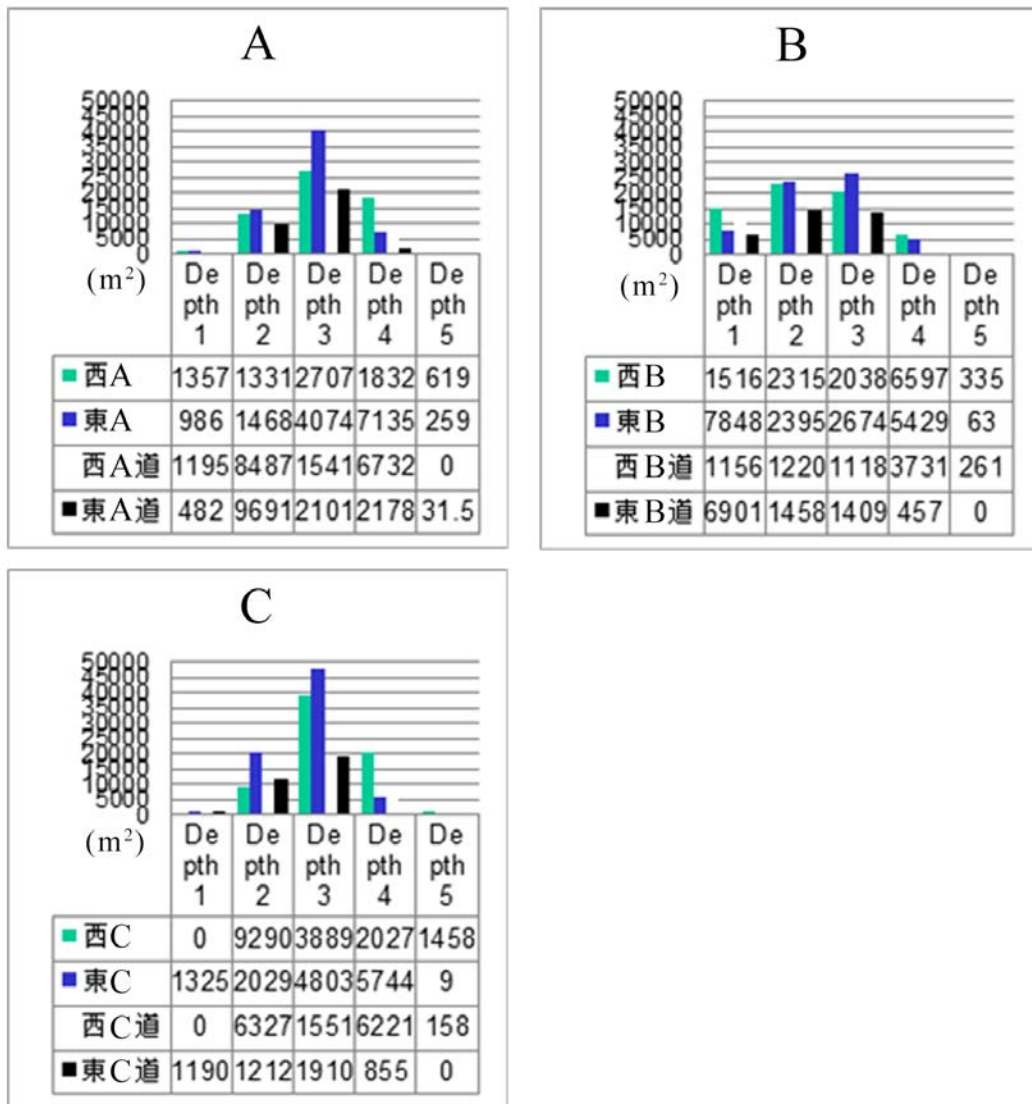 A
50000
45000
40000
35000
30000
25000
20000
15000
10000
5000
0
(m²)
De
pth
1
De
pth
2
De
pth
3
De
pth
4
De
pth
5
西A 1357 1331 2707 1832 619
東A 986 1468 4074 7135 259
西A道 1195 8487 1541 6732 0
東A道 482 9691 2101 2178 31.5
B
50000
45000
40000
35000
30000
25000
20000
15000
10000
5000
0
(m²)
De
pth
1
De
pth
2
De
pth
3
De
pth
4
De
pth
5
西B 1516 2315 2038 6597 335
東B 7848 2395 2674 5429 63
西B道 1156 1220 1118 3731 261
東B道 6901 1458 1409 457 0
C
50000
45000
40000
35000
30000
25000
20000
15000
10000
5000
0
(m²)
De
pth
1
De
pth
2
De
pth
3
De
pth
4
De
pth
5
西C 0 9290 3889 2027 1458
東C 1325 2029 4803 5744 9
西C道 0 6327 1551 6221 158
東C道 1190 1212 1910 855 0